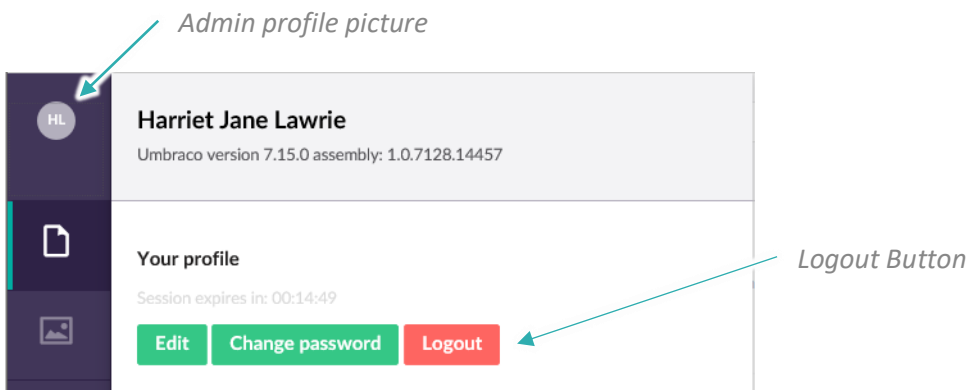 Admin profile picture
HL
Harriet Jane Lawrie
Umbraco version 7.15.0 assembly: 1.0.7128.14457
Your profile
Logout Button
Session expires in: 00:14:49
Edit Change password Logout